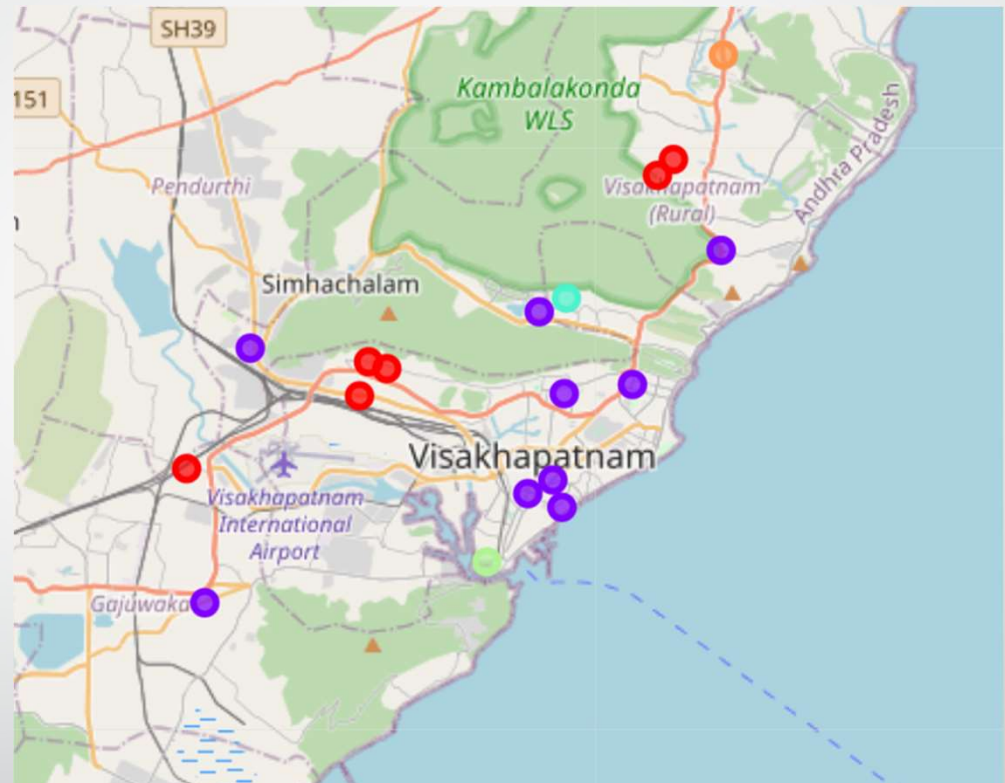 SH39
151
Kambalakonda
WLS
Andhra Pradesh
Pendurthi
Visakhapatnam
(Rural)
Simhachalam
Visakhapatnam
Visakhapatnam
International
Airport
Gajuwaka